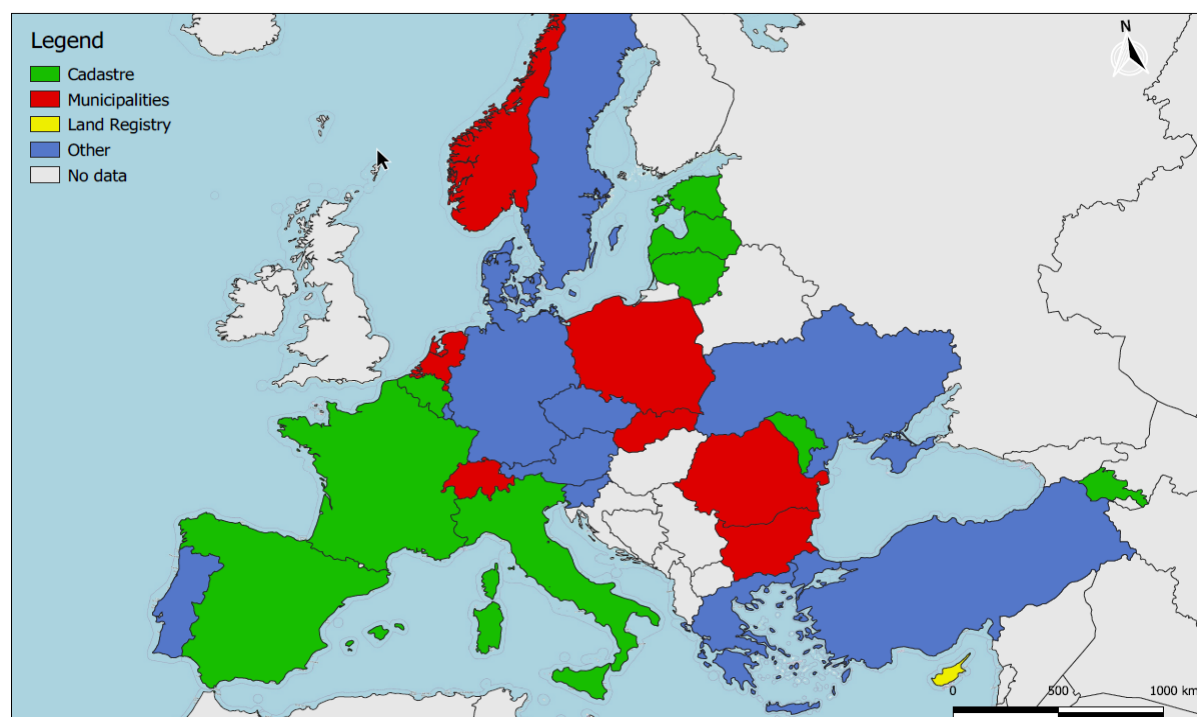 Legend
Cadastre
Municipalities
Land Registry
Other
No data
N
0 500 1000 km